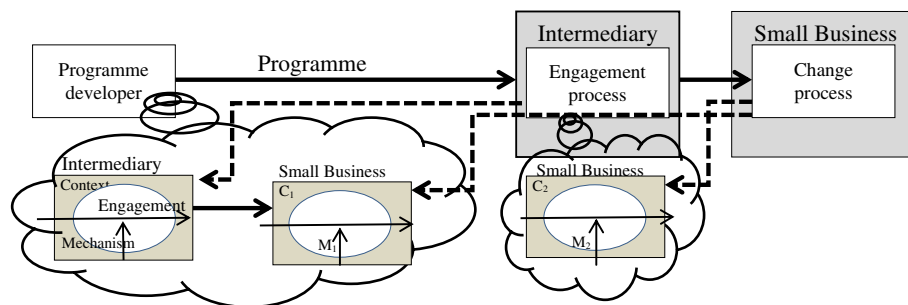 Intermediary
Small Business
Programme
developer
Programme
Engagement
process
Change
process
Intermediary
Context
Engagement
Mechanism
Small Business
C1
M1
Small Business
C2
M2